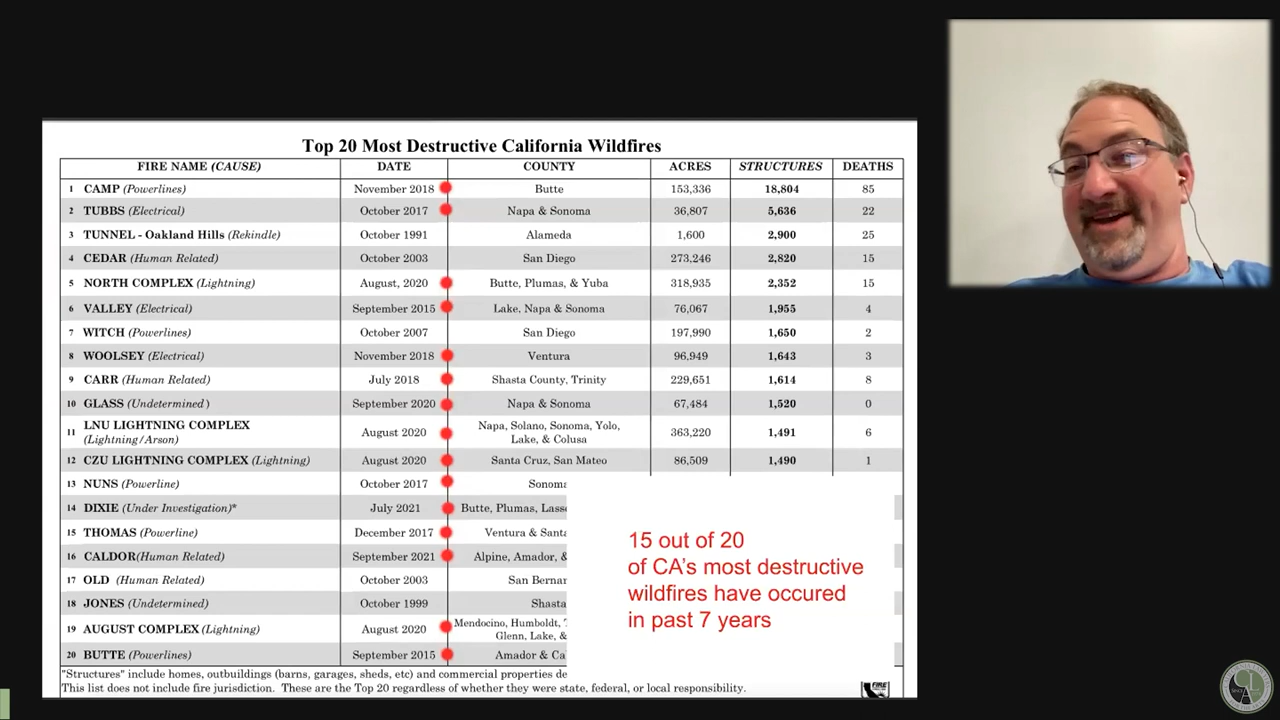 Top 20 Most Destructive California Wildfires
FIRE NAME (CAUSE) DATE COUNTY ACRES STRUCTURES DEATHS
1 CAMP (Powerlines) November 2018 Butte 153,336 18,804 85
2 TUBBS (Electrical) October 2017 Napa & Sonoma 36,807 5,636 22
3 TUNNEL - Oakland Hills (Rekindle) October 1991 Alameda 1,600 2,900 25
4 CEDAR (Human Related) October 2003 San Diego 273,246 2,820 15
5 NORTH COMPLEX (Lightning) August, 2020 Butte, Plumas, & Yuba 318,935 2,352 15
6 VALLEY (Electrical) September 2015 Lake, Napa & Sonoma 76,067 1,955 4
7 WITCH (Powerlines) October 2007 San Diego 197,990 1,650 2
8 WOOLSEY (Electrical) November 2018 Ventura 96,949 1,643 3
9 CARR (Human Related) July 2018 Shasta County, Trinity 229,651 1,614 8
10 GLASS (Undetermined ) September 2020 Napa & Sonoma 67,484 1,520 0
11 LNU LIGHTNING COMPLEX (Lightning/Arson) August 2020 Napa, Solano, Sonoma, Yolo, Lake, & Colusa 363,220 1,491 6
12 CZU LIGHTNING COMPLEX (Lightning) August 2020 Santa Cruz, San Mateo 86,509 1,490 1
13 NUNS (Powerline) October 2017 Sonoma
14 DIXIE (Under Investigation)* July 2021 Butte, Plumas, Lasse
15 THOMAS (Powerline) December 2017 Ventura & Santa
16 CALDOR(Human Related) September 2021 Alpine, Amador, &
17 OLD (Human Related) October 2003 San Bernar
18 JONES (Undetermined) October 1999 Shasta
19 AUGUST COMPLEX (Lightning) August 2020 Mendocino, Humboldt, Glenn, Lake, &
20 BUTTE (Powerlines) September 2015 Amador & Ca
"Structures" include homes, outbuildings (barns, garages, sheds, etc) and commercial properties de
This list does not include fire jurisdiction. These are the Top 20 regardless of whether they were state, federal, or local responsibility.
15 out of 20
of CA's most destructive
wildfires have occured
in past 7 years
FIRE